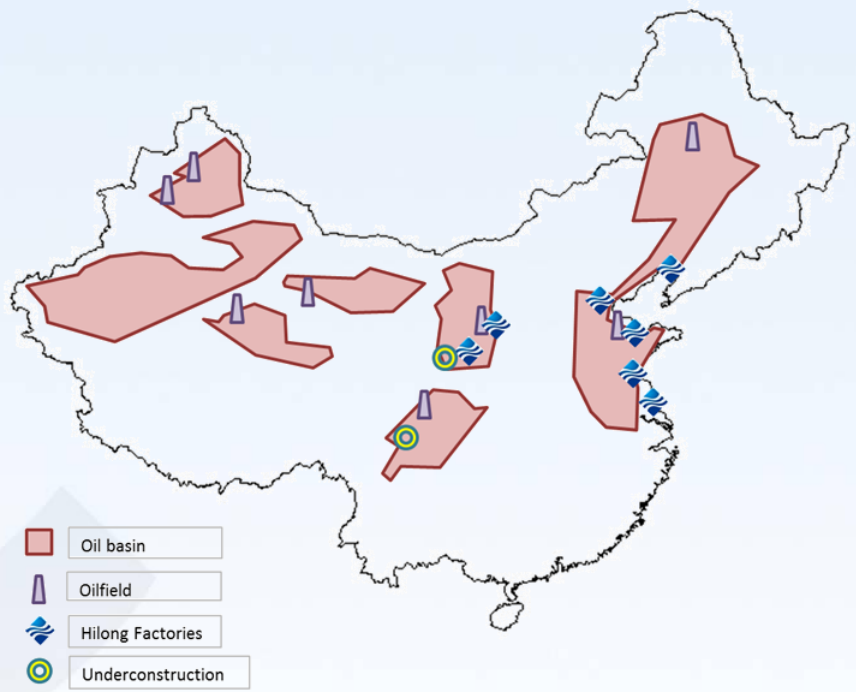 Oil basin
Oilfield
Hilong Factories
Underconstruction